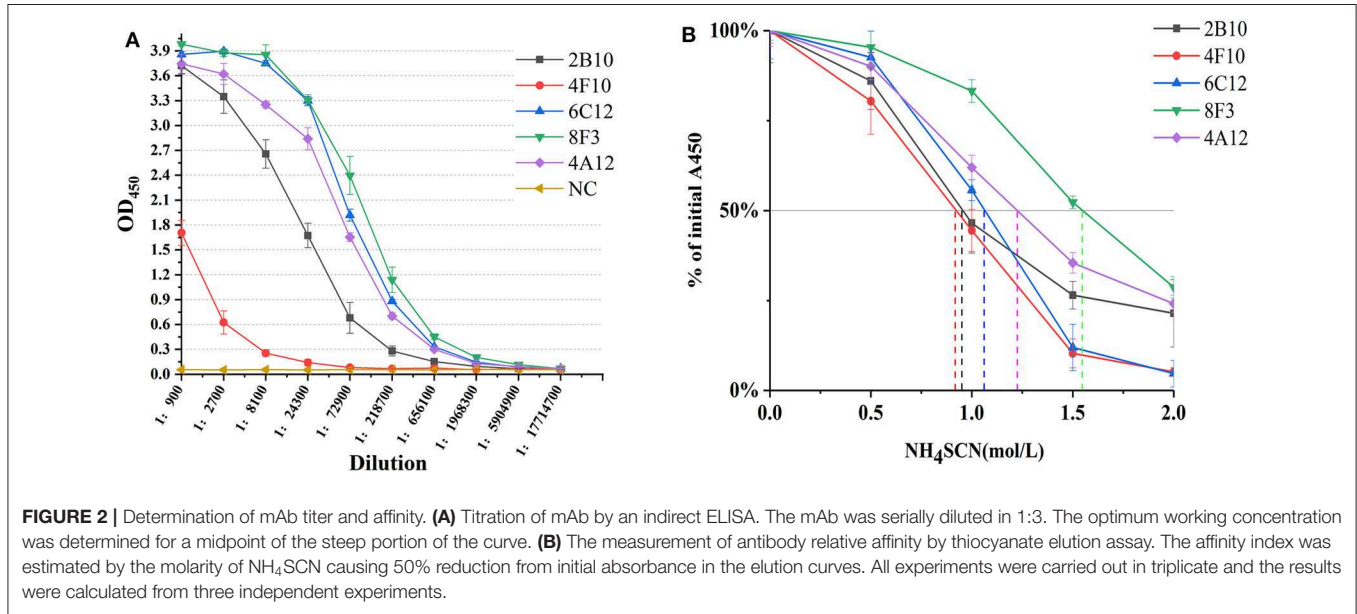 A
3.9
3.6
3.3
3.0
2.7
2.4
2.1
1.8
1.5
1.2
0.9
0.6
0.3
0.0
OD450
2B10
4F10
6C12
8F3
4A12
NC
1: 900
1: 2700
1: 8100
1: 24300
1: 72900
1: 218700
1: 656100
1: 1968300
1: 5904900
1: 17714700
Dilution
B
100%
50%
0%
% of initial A450
2B10
4F10
6C12
8F3
4A12
0.0
0.5
1.0
1.5
2.0
NH4SCN(mol/L)
FIGURE 2 | Determination of mAb titer and affinity. (A) Titration of mAb by an indirect ELISA. The mAb was serially diluted in 1:3. The optimum working concentration
was determined for a midpoint of the steep portion of the curve. (B) The measurement of antibody relative affinity by thiocyanate elution assay. The affinity index was
estimated by the molarity of NH4SCN causing 50% reduction from initial absorbance in the elution curves. All experiments were carried out in triplicate and the results
were calculated from three independent experiments.